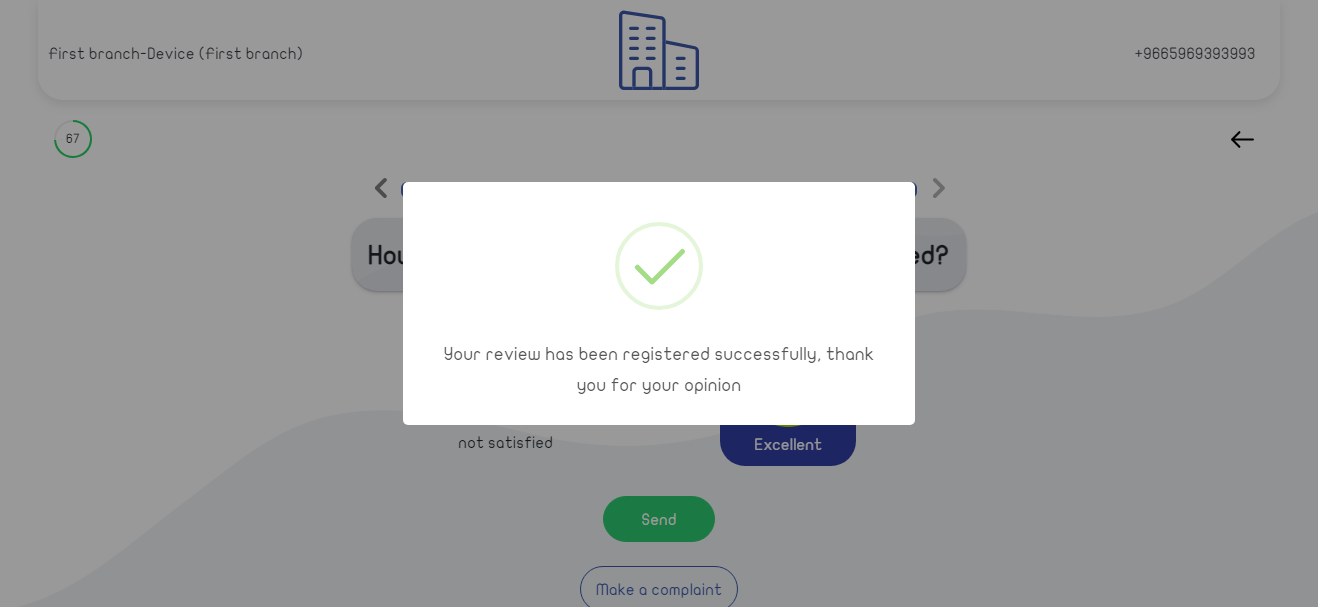 first branch-Device (first branch)
+9665969393993
67
ed?
Your review has been registered successfully, thank
you for your opinion
not satisfied
Excellent
Send
Make a complaint